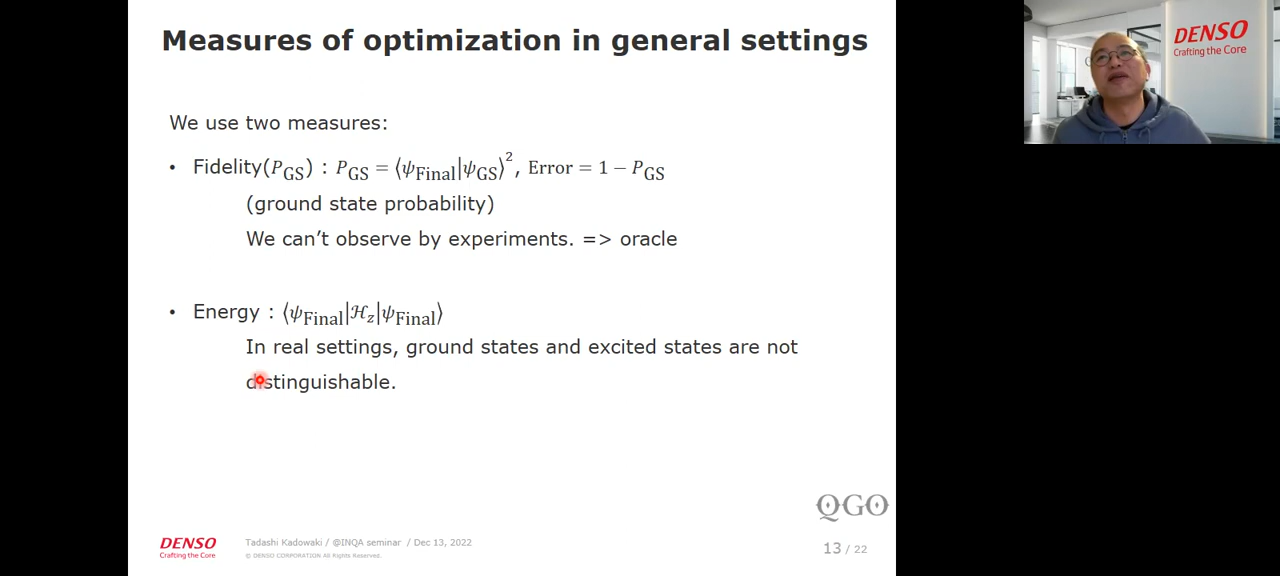 Measures of optimization in general settings
We use two measures:
• Fidelity(P_GS) : P_GS = ⟨ψ_Final|ψ_GS⟩², Error = 1 − P_GS
(ground state probability)
We can't observe by experiments. => oracle
• Energy : ⟨ψ_Final|ℋ_z|ψ_Final⟩
In real settings, ground states and excited states are not
distinguishable.
QGO
DENSO
Crafting the Core
Tadashi Kadowaki / @INQA seminar / Dec 13, 2022
© DENSO CORPORATION All Rights Reserved.
13 / 22
DENSO
Crafting the Core